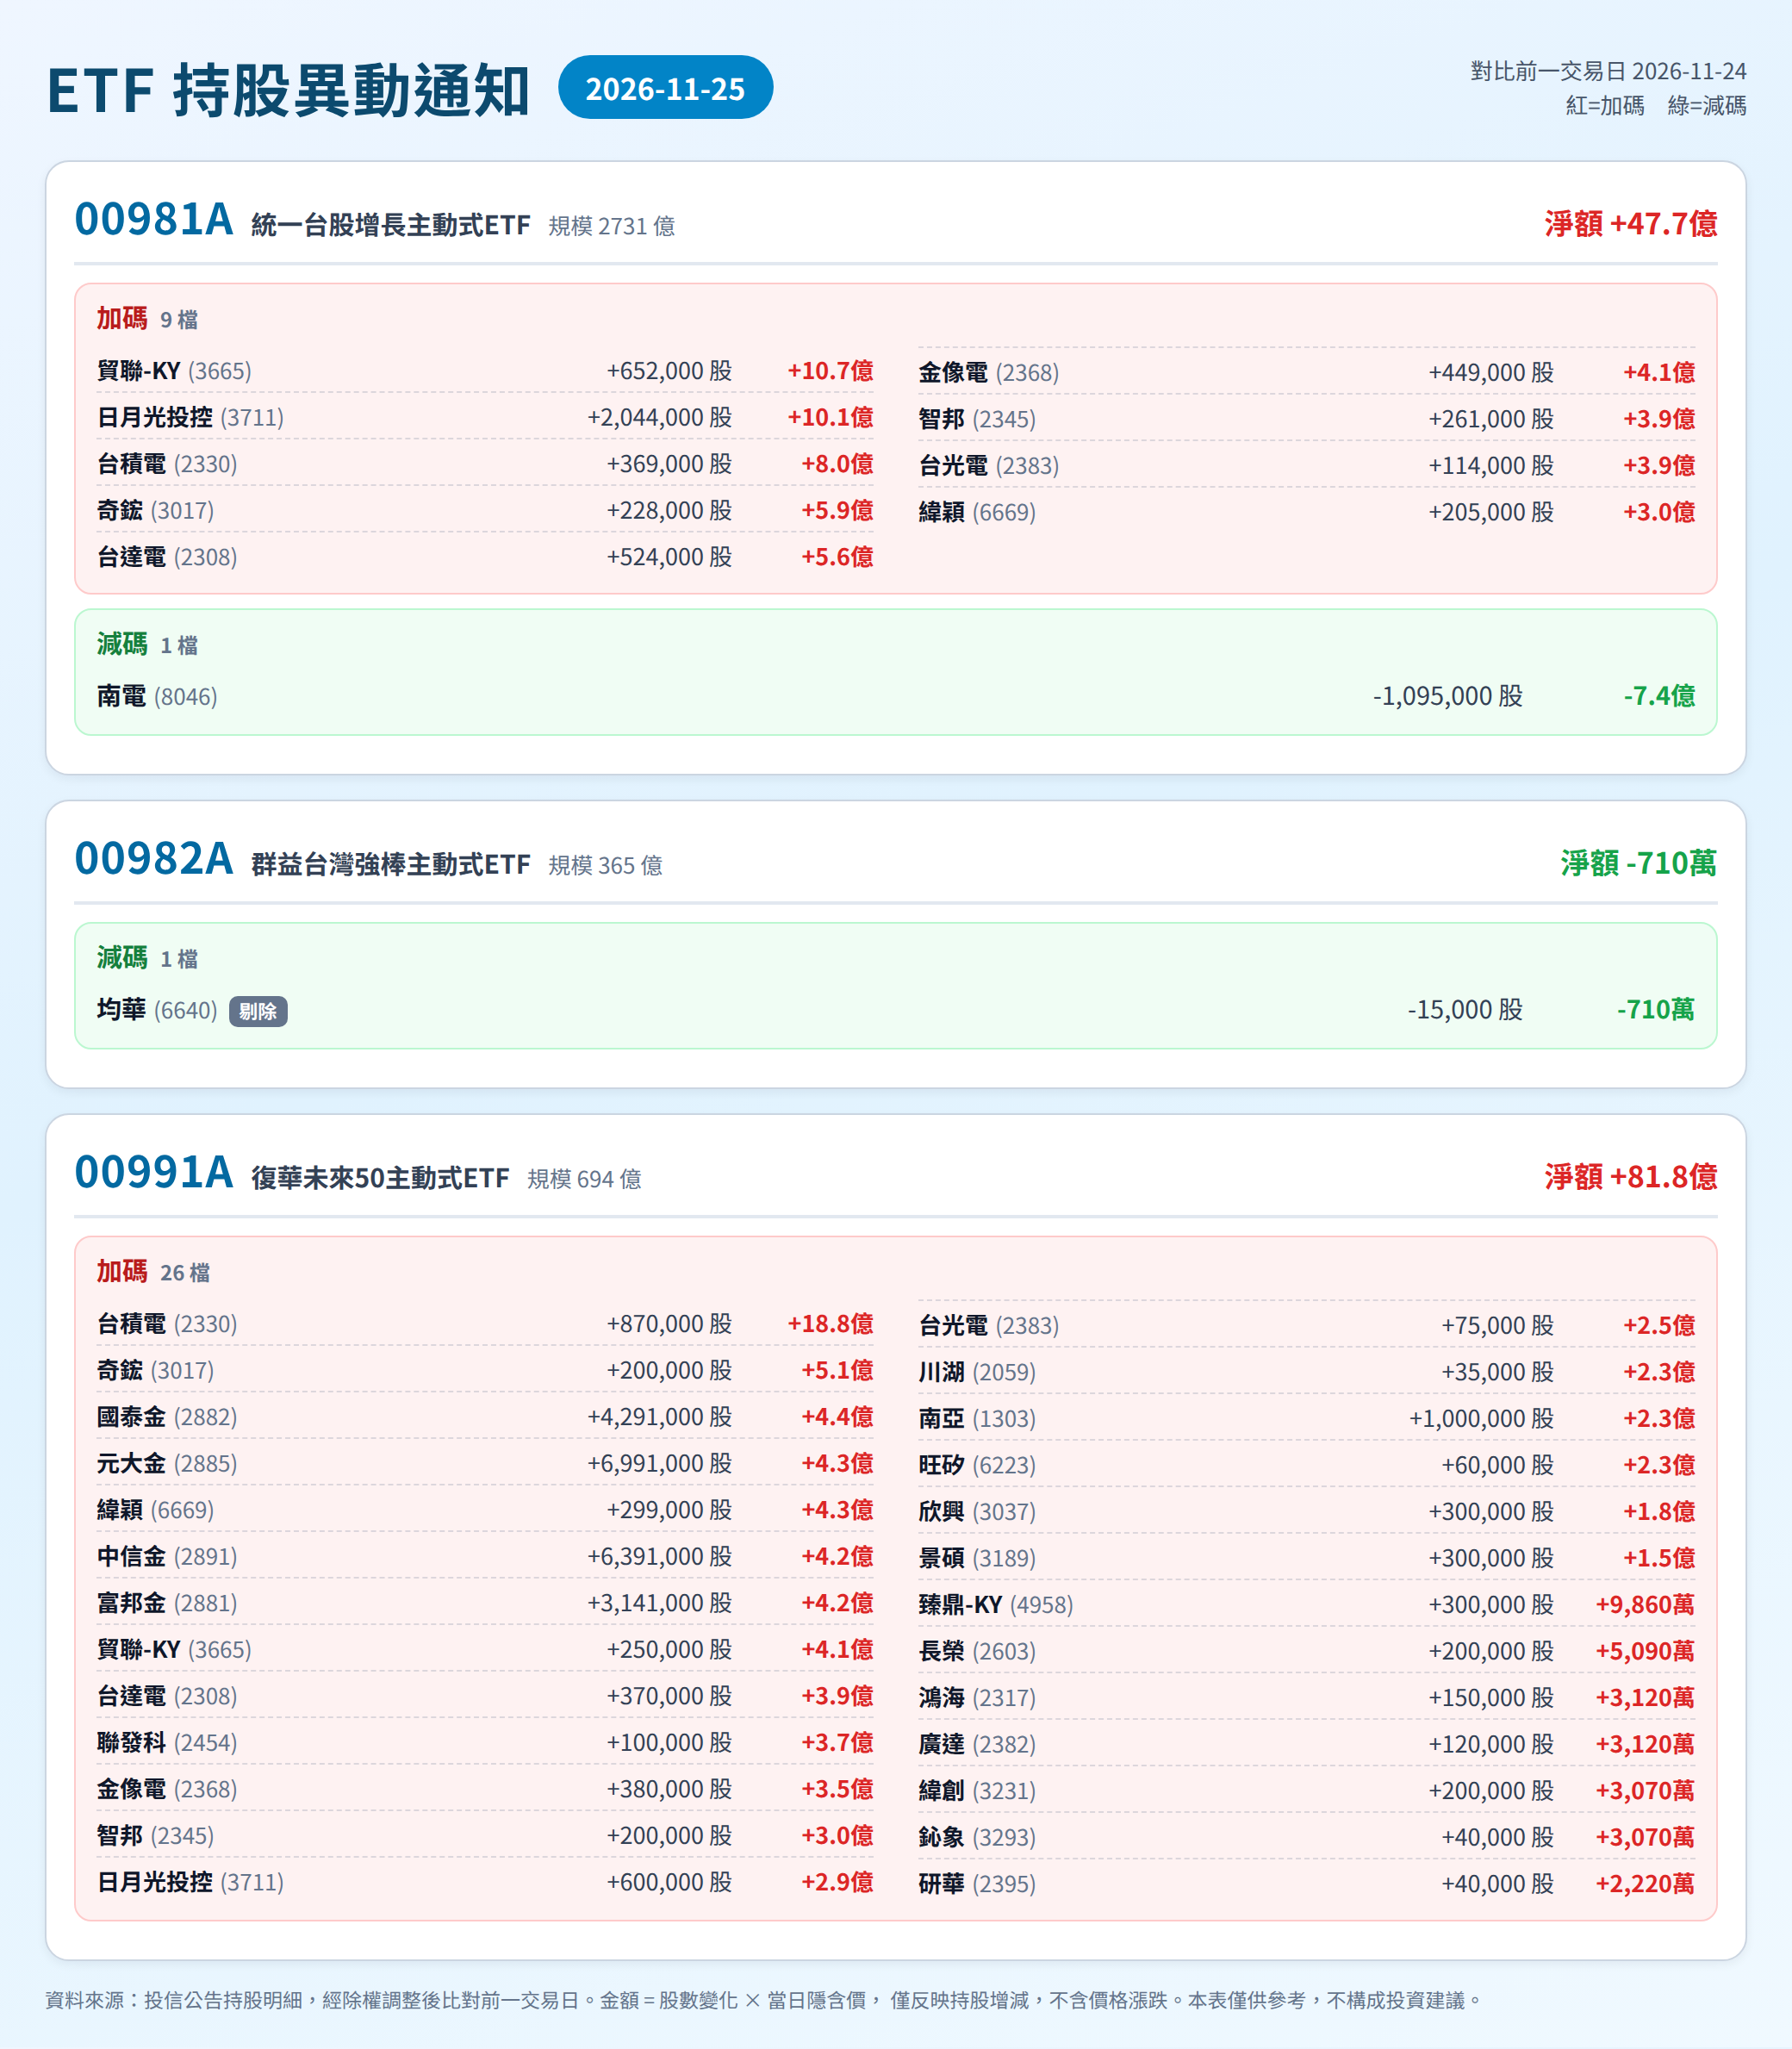 ETF 持股異動通知 2026-11-25
對比前一交易日 2026-11-24
紅=加碼 綠=減碼
00981A 統一台股增長主動式ETF 規模 2731 億 淨額 +47.7億
加碼 9 檔
貿聯-KY (3665) +652,000 股 +10.7億
日月光投控 (3711) +2,044,000 股 +10.1億
台積電 (2330) +369,000 股 +8.0億
奇鋐 (3017) +228,000 股 +5.9億
台達電 (2308) +524,000 股 +5.6億
金像電 (2368) +449,000 股 +4.1億
智邦 (2345) +261,000 股 +3.9億
台光電 (2383) +114,000 股 +3.9億
緯穎 (6669) +205,000 股 +3.0億
減碼 1 檔
南電 (8046) -1,095,000 股 -7.4億
00982A 群益台灣強棒主動式ETF 規模 365 億 淨額 -710萬
減碼 1 檔
均華 (6640) 剔除 -15,000 股 -710萬
00991A 復華未來50主動式ETF 規模 694 億 淨額 +81.8億
加碼 26 檔
台積電 (2330) +870,000 股 +18.8億
奇鋐 (3017) +200,000 股 +5.1億
國泰金 (2882) +4,291,000 股 +4.4億
元大金 (2885) +6,991,000 股 +4.3億
緯穎 (6669) +299,000 股 +4.3億
中信金 (2891) +6,391,000 股 +4.2億
富邦金 (2881) +3,141,000 股 +4.2億
貿聯-KY (3665) +250,000 股 +4.1億
台達電 (2308) +370,000 股 +3.9億
聯發科 (2454) +100,000 股 +3.7億
金像電 (2368) +380,000 股 +3.5億
智邦 (2345) +200,000 股 +3.0億
日月光投控 (3711) +600,000 股 +2.9億
台光電 (2383) +75,000 股 +2.5億
川湖 (2059) +35,000 股 +2.3億
南亞 (1303) +1,000,000 股 +2.3億
旺矽 (6223) +60,000 股 +2.3億
欣興 (3037) +300,000 股 +1.8億
景碩 (3189) +300,000 股 +1.5億
臻鼎-KY (4958) +300,000 股 +9,860萬
長榮 (2603) +200,000 股 +5,090萬
鴻海 (2317) +150,000 股 +3,120萬
廣達 (2382) +120,000 股 +3,120萬
緯創 (3231) +200,000 股 +3,070萬
鈊象 (3293) +40,000 股 +3,070萬
研華 (2395) +40,000 股 +2,220萬
資料來源：投信公告持股明細，經除權調整後比對前一交易日。金額 = 股數變化 × 當日隱含價， 僅反映持股增減，不含價格漲跌。本表僅供參考，不構成投資建議。